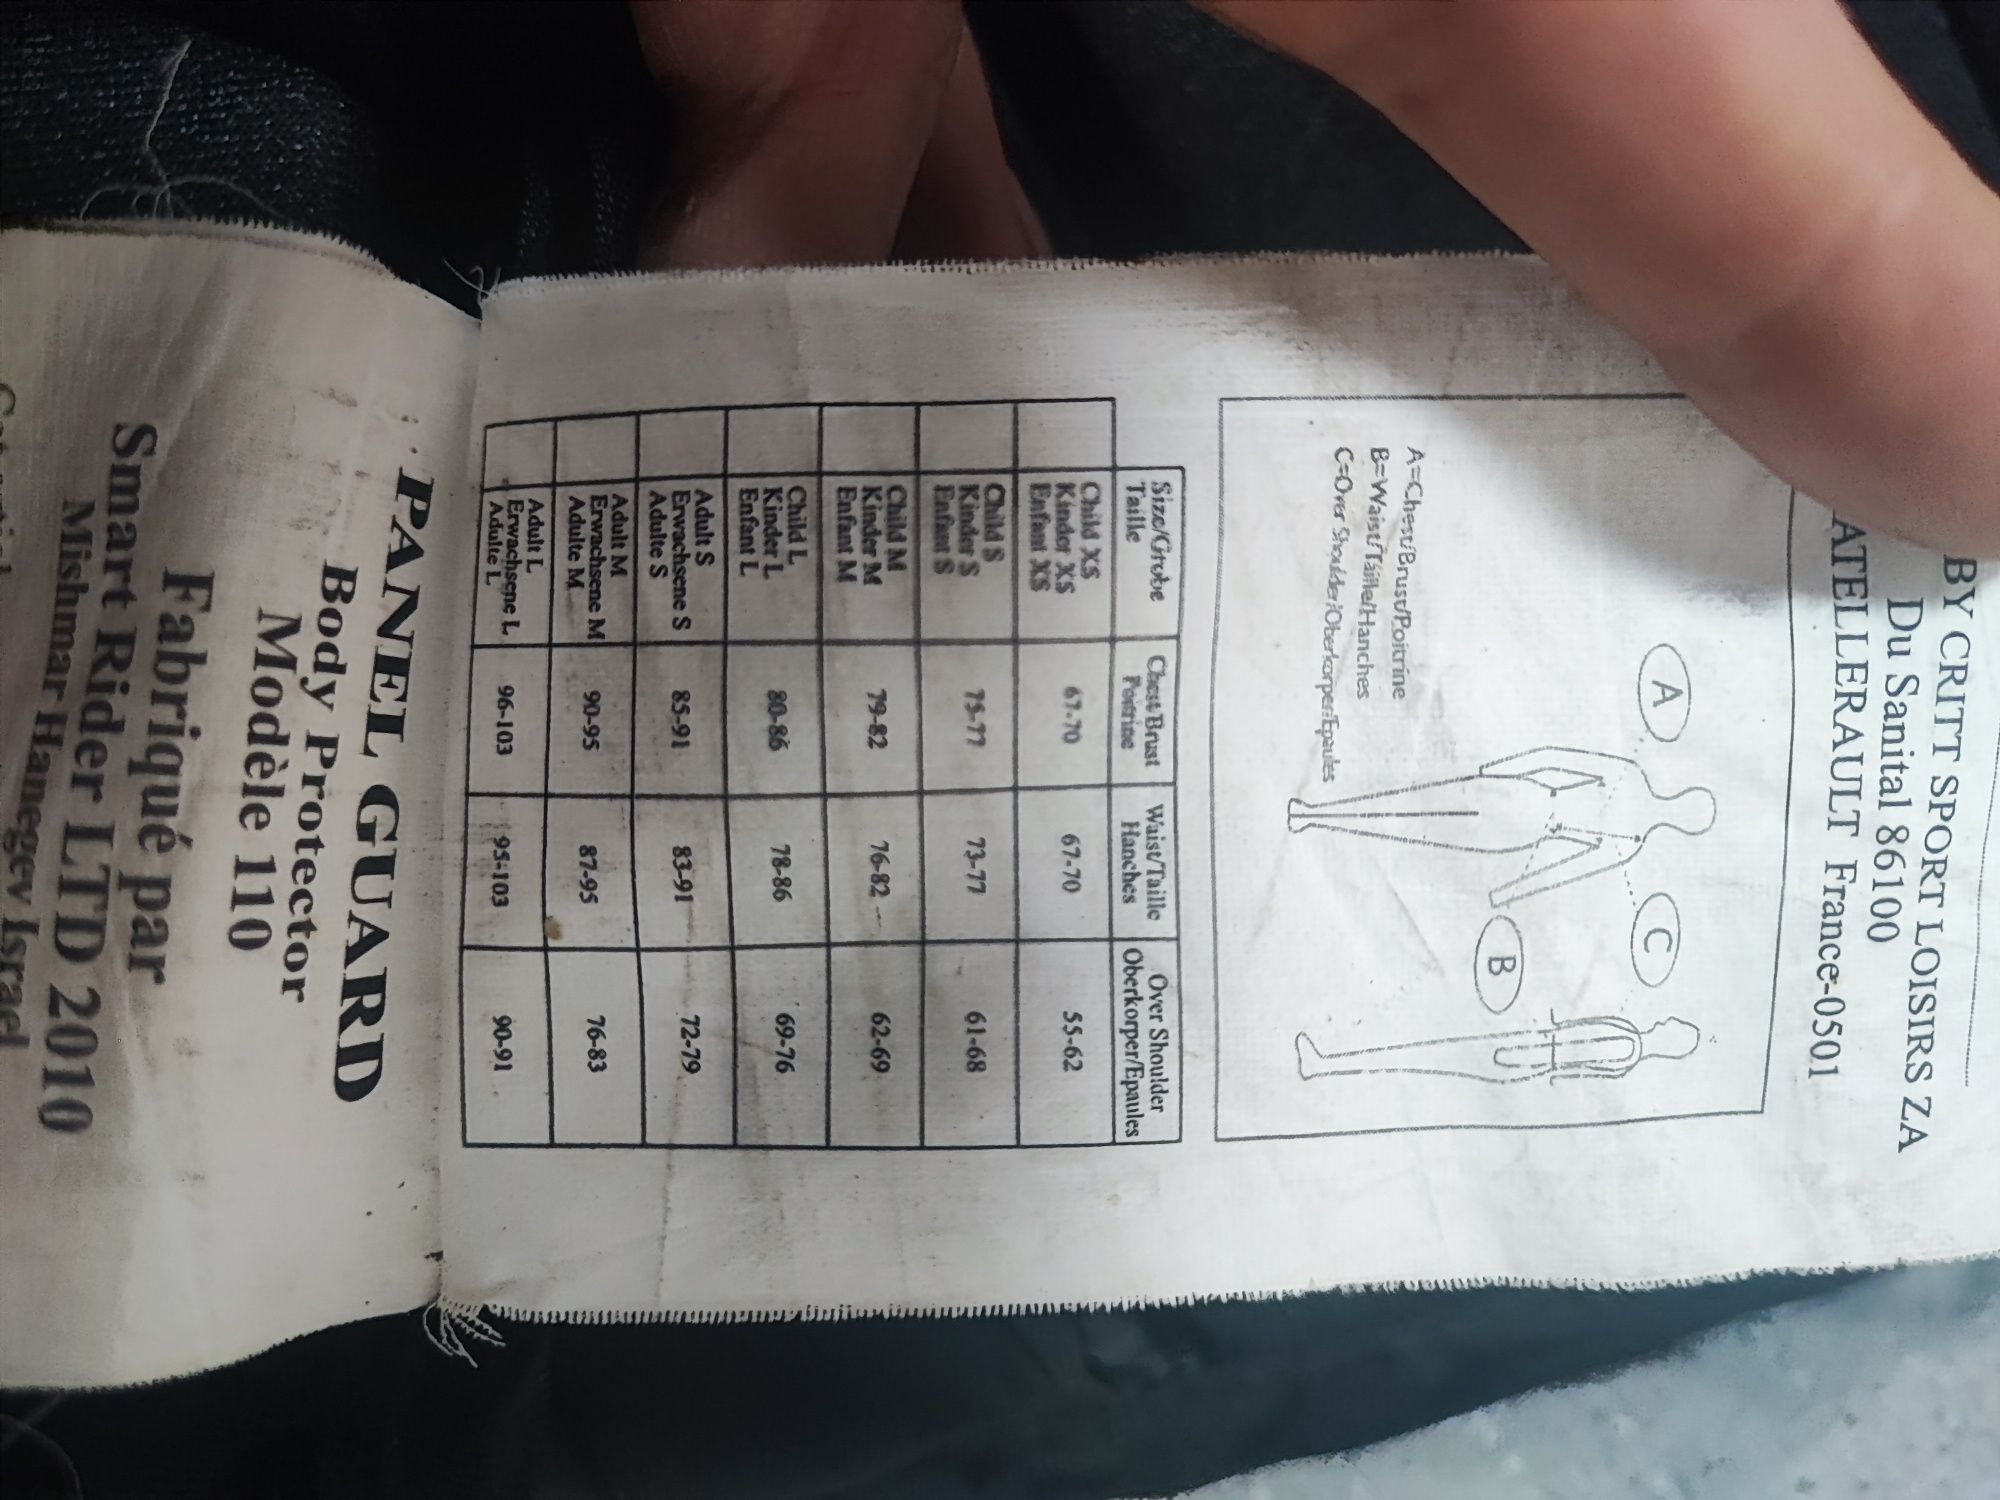 BY CRITT SPORT LOISIRS ZA
Du Sanital 86100
ATELLERAULT France-0501
A
C
B
A=Chest/Brust/Poitrine
B=Waist/Taille/Hanches
C=Over Shoulder/Oberkorper/Epaules
Size/Grobe Taille Chest Brust Poitrine Waist/Taille Hanches Over Shoulder Oberkorper/Epaules
Child XS Kinder XS Enfant XS 67-70 67-70 55-62
Child S Kinder S Enfant S 75-77 73-77 61-68
Child M Kinder M Enfant M 79-82 76-82 62-69
Child L Kinder L Enfant L 80-86 78-86 69-76
Adult S Erwachsene S Adulte S 85-91 83-91 72-79
Adult M Erwachsene M Adulte M 90-95 87-95 76-83
Adult L Erwachsene L Adulte L 96-103 95-103 90-91
PANEL GUARD
Body Protector
Modèle 110
Fabriqué par
Smart Rider LTD 2010
Mishmar Hanegev Israel